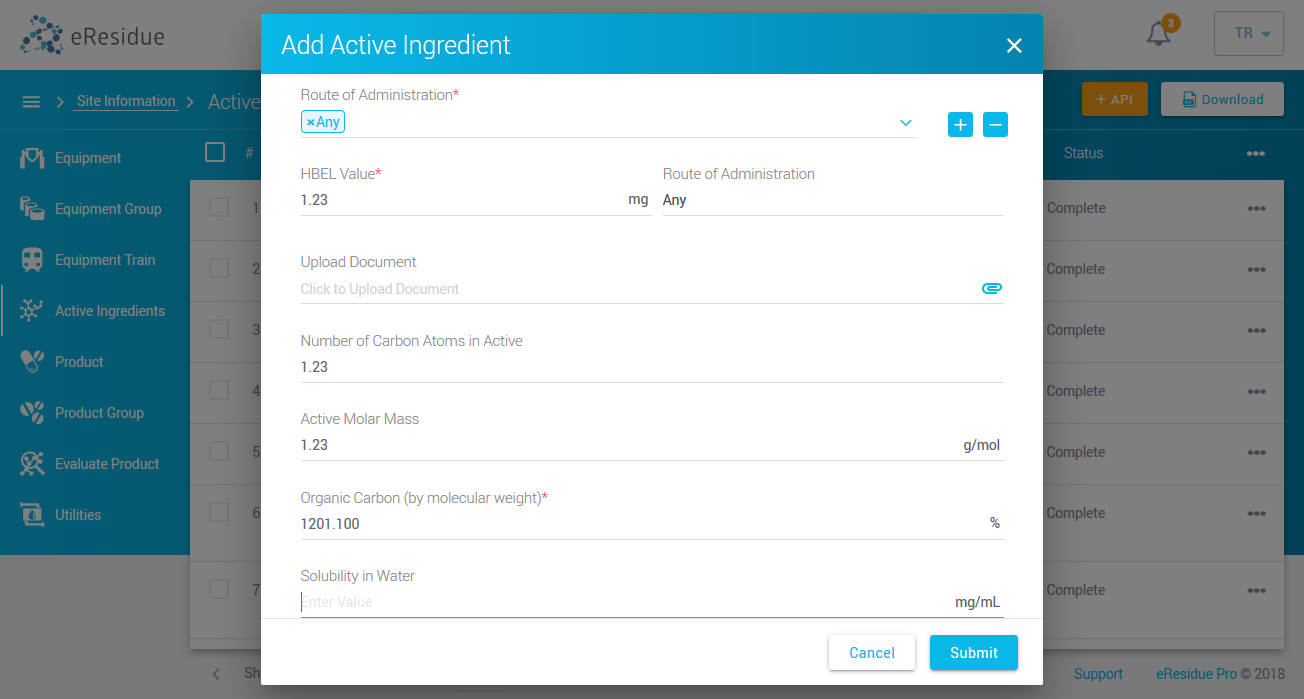 eResidue
3
TR
Site Information
Active
+ API
Download
Equipment
Equipment Group
Equipment Train
Active Ingredients
Product
Product Group
Evaluate Product
Utilities
#
Status
1
Complete
2
Complete
3
Complete
4
Complete
5
Complete
6
Complete
7
Complete
Add Active Ingredient
Route of Administration*
×Any
HBEL Value*
Route of Administration
1.23 mg
Any
Upload Document
Click to Upload Document
Number of Carbon Atoms in Active
1.23
Active Molar Mass
1.23 g/mol
Organic Carbon (by molecular weight)*
1201.100 %
Solubility in Water
Enter Value mg/mL
Cancel
Submit
Support
eResidue Pro © 2018